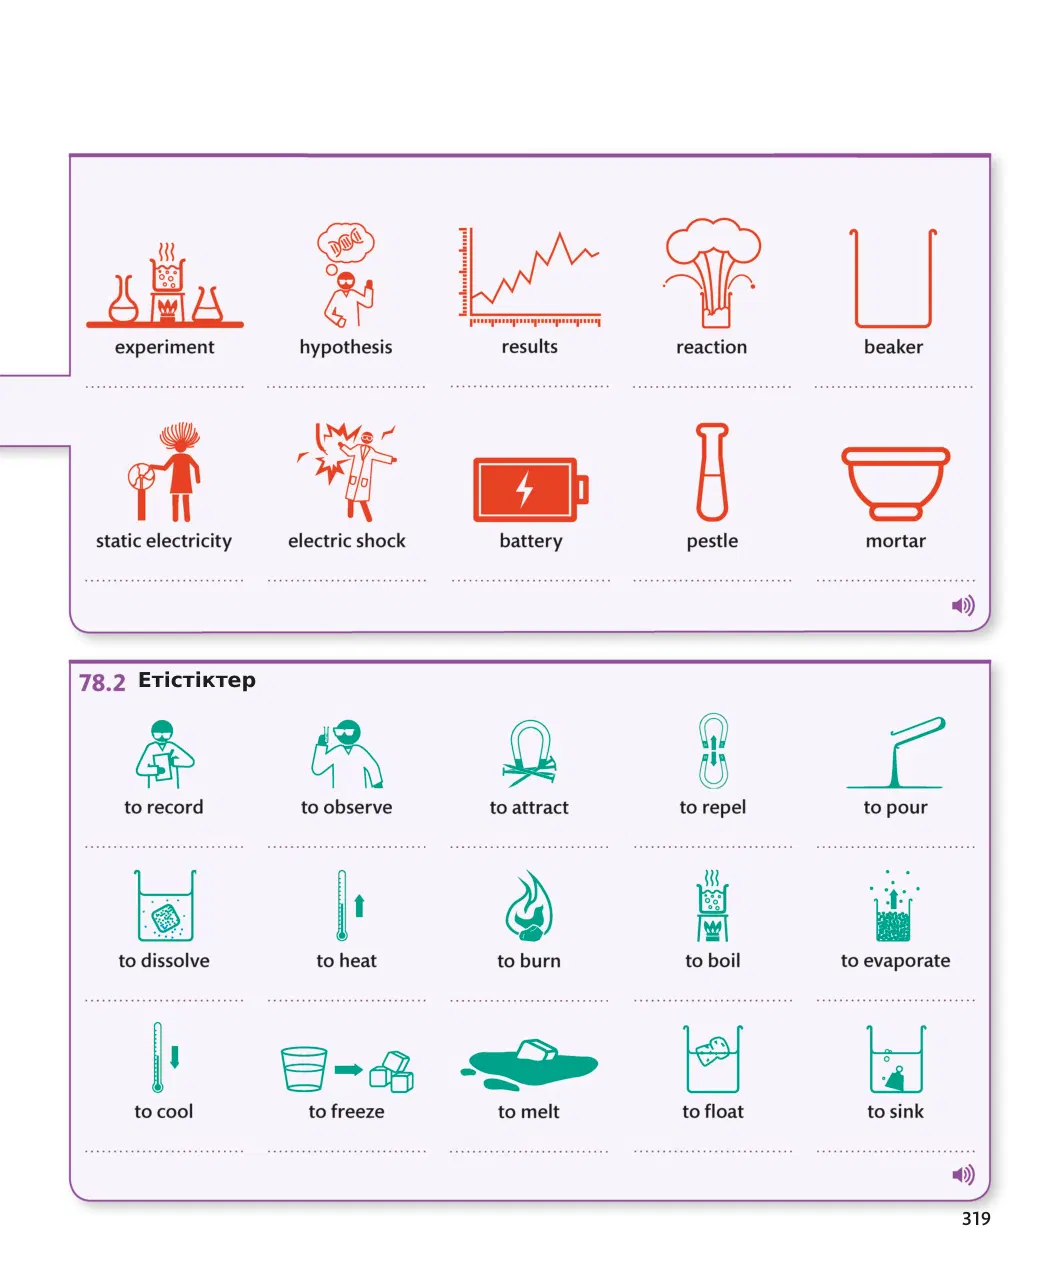 experiment hypothesis results reaction beaker
static electricity electric shock battery pestle mortar
78.2 Етістіктер
to record to observe to attract to repel to pour
to dissolve to heat to burn to boil to evaporate
to cool to freeze to melt to float to sink
319